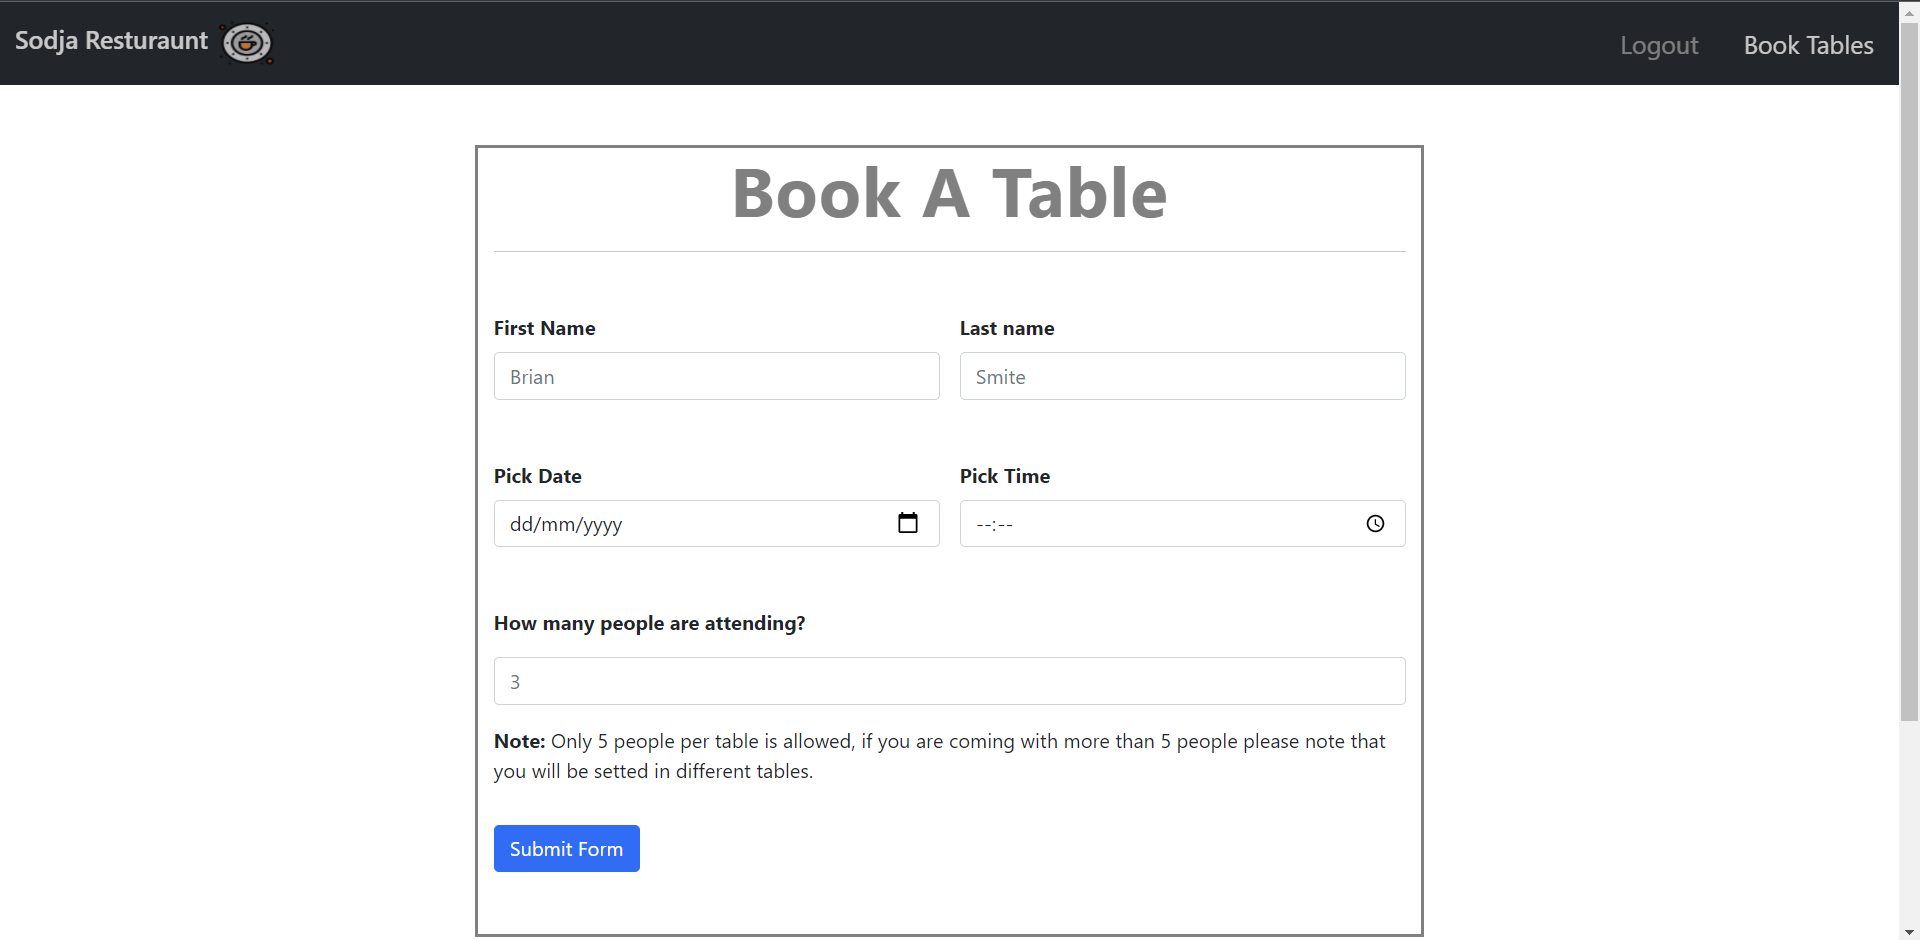 Sodja Resturaunt
Logout Book Tables
Book A Table
First Name Last name
Brian Smite
Pick Date Pick Time
dd/mm/yyyy --:--
How many people are attending?
3
Note: Only 5 people per table is allowed, if you are coming with more than 5 people please note that
you will be setted in different tables.
Submit Form